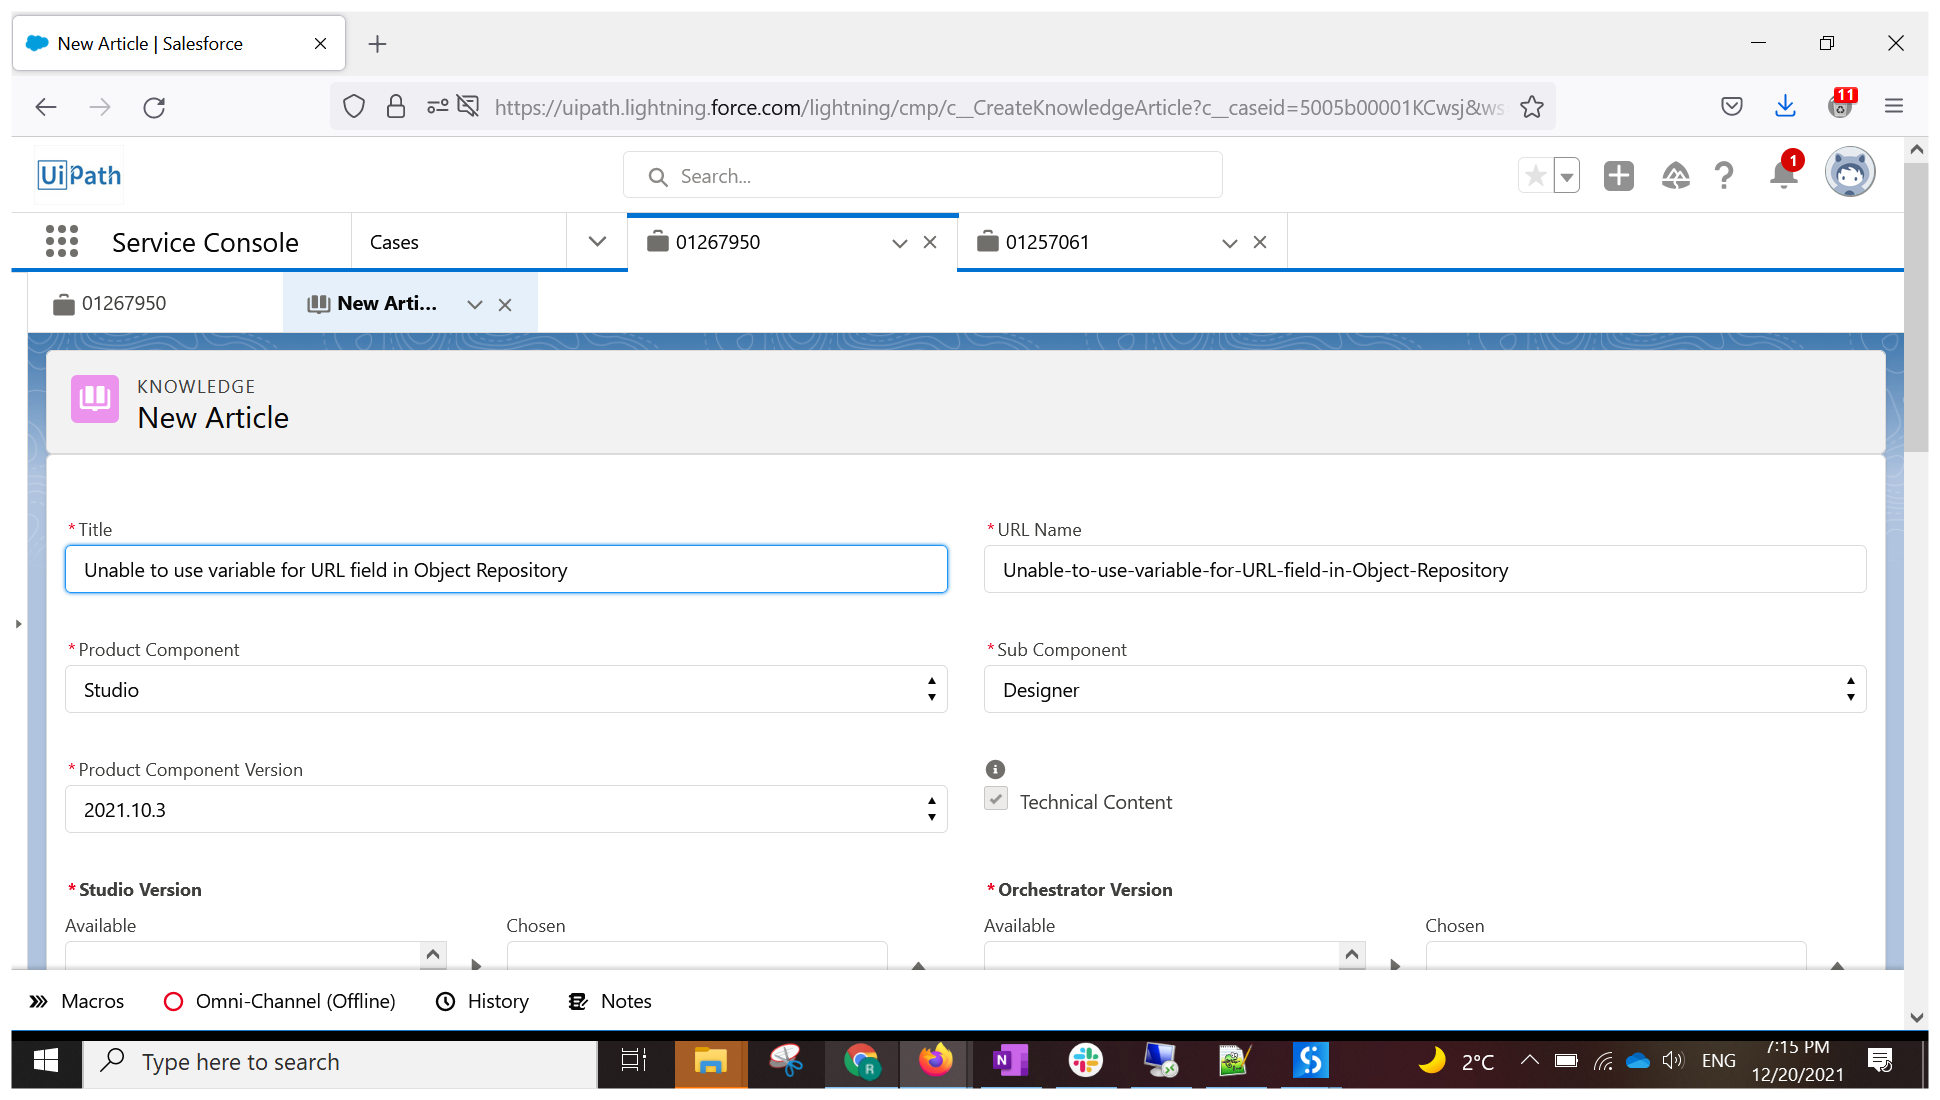 New Article | Salesforce
11
https://uipath.lightning.force.com/lightning/cmp/c__CreateKnowledgeArticle?c__caseid=5005b00001KCwsj&ws
UiPath
Search...
1
Service Console
Cases
01267950
01257061
01267950
New Arti...
KNOWLEDGE
New Article
*Title
*URL Name
Unable to use variable for URL field in Object Repository
Unable-to-use-variable-for-URL-field-in-Object-Repository
*Product Component
*Sub Component
Studio
Designer
*Product Component Version
2021.10.3
Technical Content
*Studio Version
*Orchestrator Version
Available
Chosen
Available
Chosen
Macros
Omni-Channel (Offline)
History
Notes
Type here to search
R
N
2°C
ENG
7:15 PM
12/20/2021